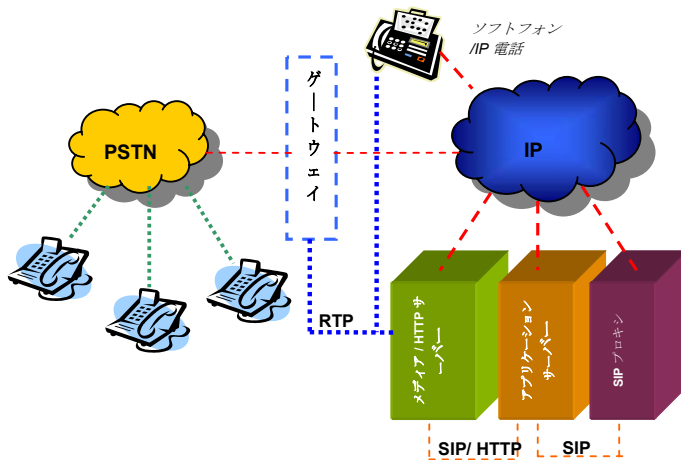 ソフトフォン
/IP 電話
ゲートウェイ
PSTN
IP
RTP
メディア / HTTP サ
ーバー
アプリケーション
サーバー
SIP プロキシ
SIP/ HTTP
SIP